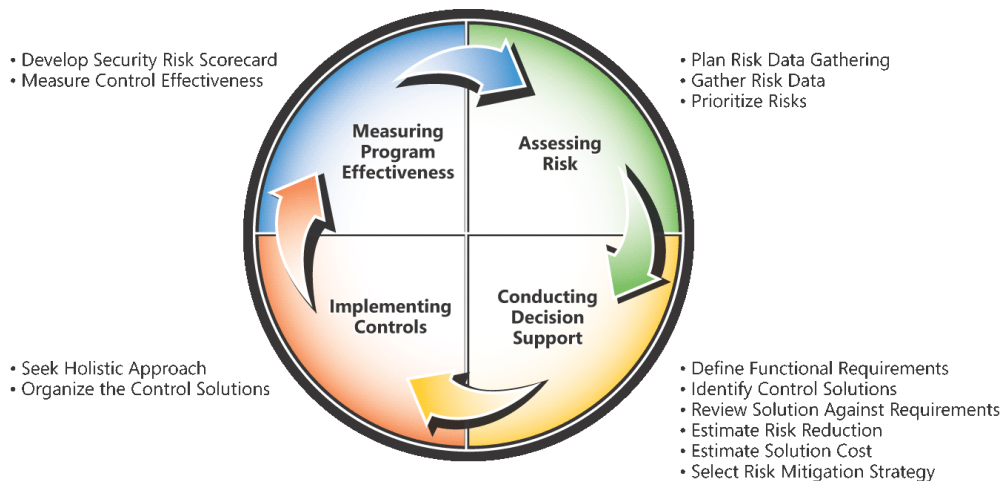 • Develop Security Risk Scorecard
• Measure Control Effectiveness
• Plan Risk Data Gathering
• Gather Risk Data
• Prioritize Risks
Measuring
Program
Effectiveness
Assessing
Risk
Implementing
Controls
Conducting
Decision
Support
• Seek Holistic Approach
• Organize the Control Solutions
• Define Functional Requirements
• Identify Control Solutions
• Review Solution Against Requirements
• Estimate Risk Reduction
• Estimate Solution Cost
• Select Risk Mitigation Strategy